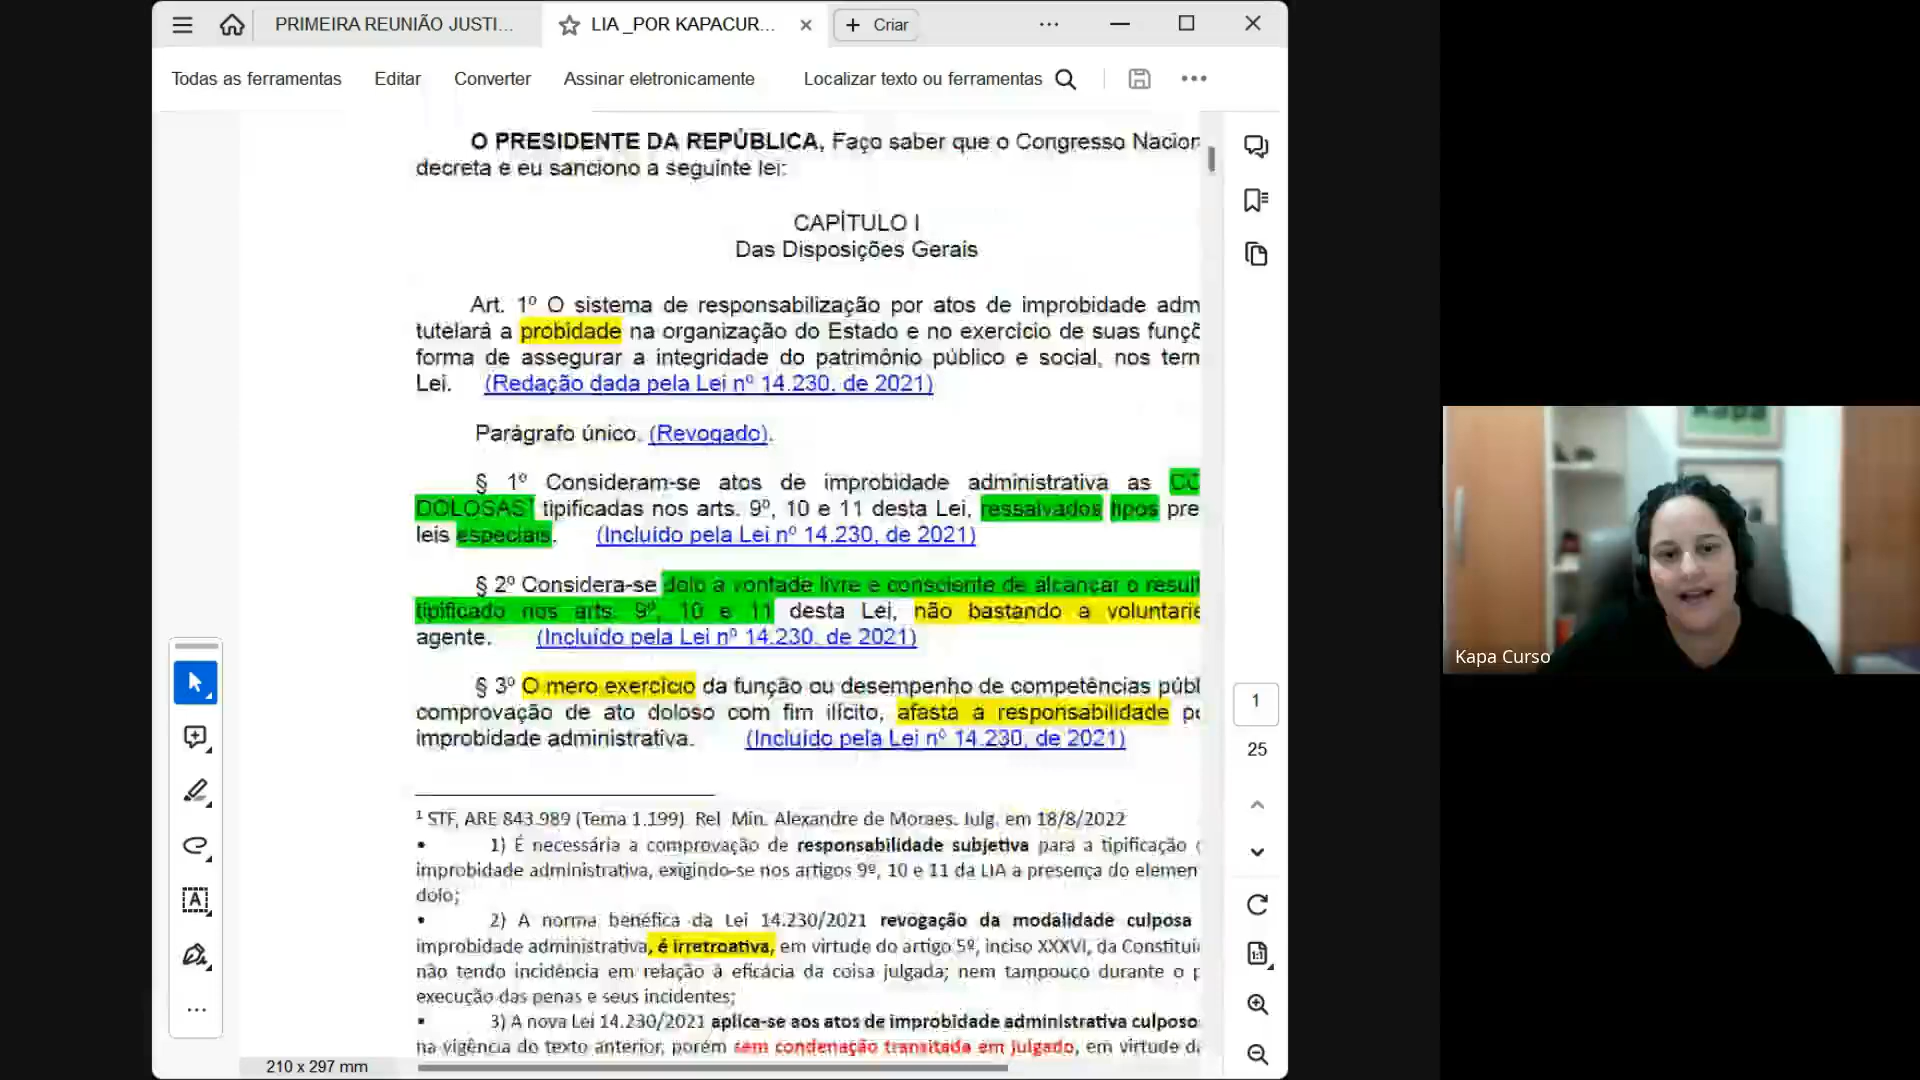 PRIMEIRA REUNIÃO JUSTI...
LIA _POR KAPACUR...
Criar
Todas as ferramentas
Editar
Converter
Assinar eletronicamente
Localizar texto ou ferramentas
O PRESIDENTE DA REPÚBLICA, Faço saber que o Congresso Nacion
decreta e eu sanciono a seguinte lei:
CAPÍTULO I
Das Disposições Gerais
Art. 1º O sistema de responsabilização por atos de improbidade adm
tutelará a probidade na organização do Estado e no exercício de suas funçõ
forma de assegurar a integridade do patrimônio público e social, nos term
Lei. (Redação dada pela Lei nº 14.230, de 2021)
Parágrafo único. (Revogado).
§ 1º Consideram-se atos de improbidade administrativa as CO
DOLOSAS¹ tipificadas nos arts. 9º, 10 e 11 desta Lei, ressalvados tipos pre
leis especiais. (Incluído pela Lei nº 14.230, de 2021)
§ 2º Considera-se dolo a vontade livre e consciente de alcançar o result
tipificado nos arts. 9º, 10 e 11 desta Lei, não bastando a voluntarie
agente. (Incluído pela Lei nº 14.230, de 2021)
§ 3º O mero exercício da função ou desempenho de competências públ
comprovação de ato doloso com fim ilícito, afasta a responsabilidade po
improbidade administrativa. (Incluído pela Lei nº 14.230, de 2021)
¹ STF, ARE 843.989 (Tema 1.199). Rel. Min. Alexandre de Moraes. Julg. em 18/8/2022
• 1) É necessária a comprovação de responsabilidade subjetiva para a tipificação
improbidade administrativa, exigindo-se nos artigos 9º, 10 e 11 da LIA a presença do elemen
dolo;
• 2) A norma benéfica da Lei 14.230/2021 revogação da modalidade culposa
improbidade administrativa, é irretroativa, em virtude do artigo 5º, inciso XXXVI, da Constitui
não tendo incidência em relação à eficácia da coisa julgada; nem tampouco durante o p
execução das penas e seus incidentes;
• 3) A nova Lei 14.230/2021 aplica-se aos atos de improbidade administrativa culposo
na vigência do texto anterior, porém sem condenação transitada em julgado, em virtude d
210 x 297 mm
1
25
1:1
kapa
Kapa Curso